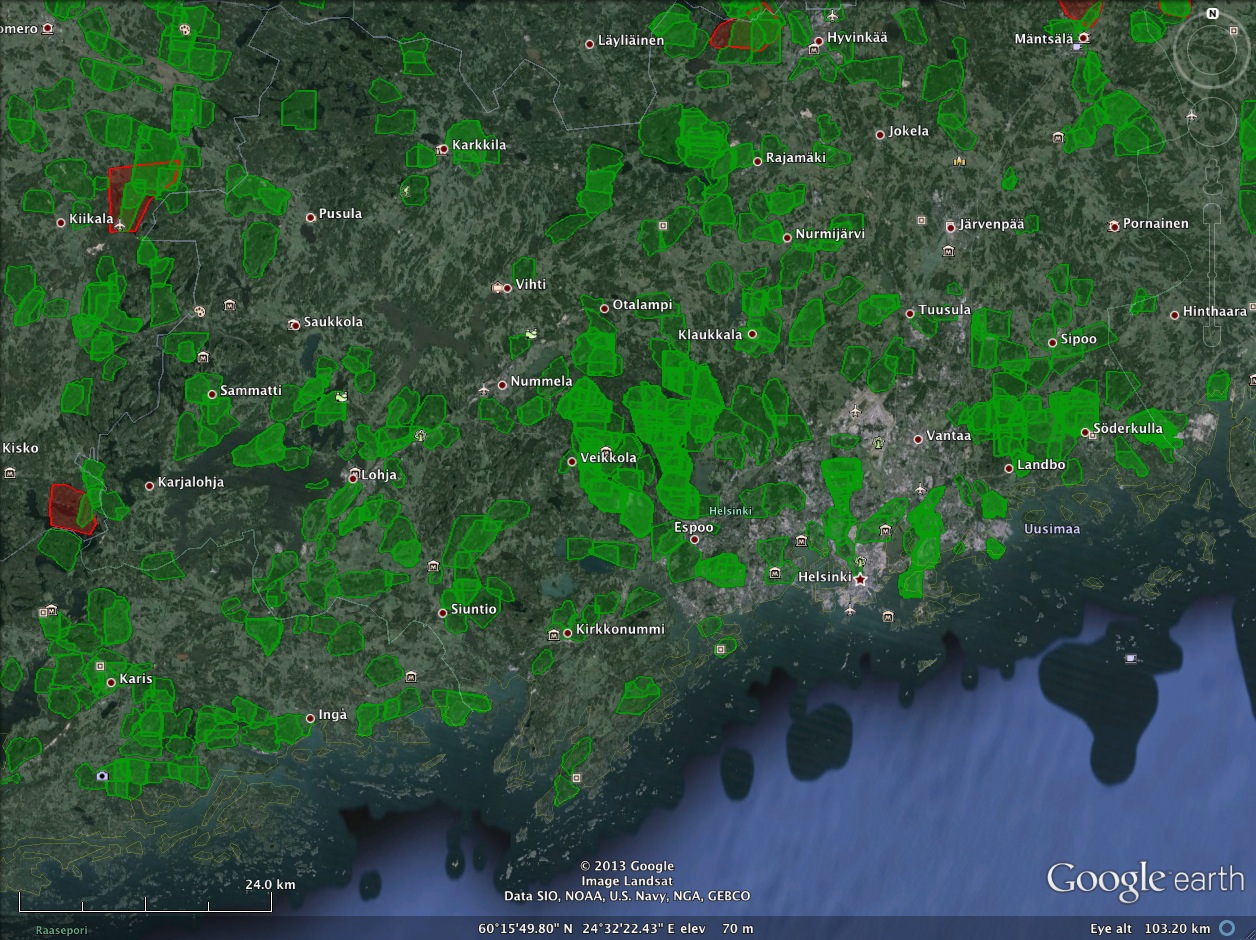 omero
Läyliäinen
Hyvinkää
Mäntsälä
N
Jokela
Karkkila
Rajamäki
Kiikala
Pusula
Nurmijärvi
Järvenpää
Pornainen
Vihti
Otalampi
Saukkola
Klaukkala
Tuusula
Hinthaara
Sipoo
Nummela
Sammatti
Kisko
Vantaa
Söderkulla
Veikkola
Landbo
Karjalohja
Lohja
Helsinki
Espoo
Uusimaa
Helsinki
Siuntio
Kirkkonummi
Karis
Ingå
© 2013 Google
Image Landsat
Data SIO, NOAA, U.S. Navy, NGA, GEBCO
Google earth
24.0 km
Raasepori
60°15'49.80" N 24°32'22.43" E elev 70 m
Eye alt 103.20 km